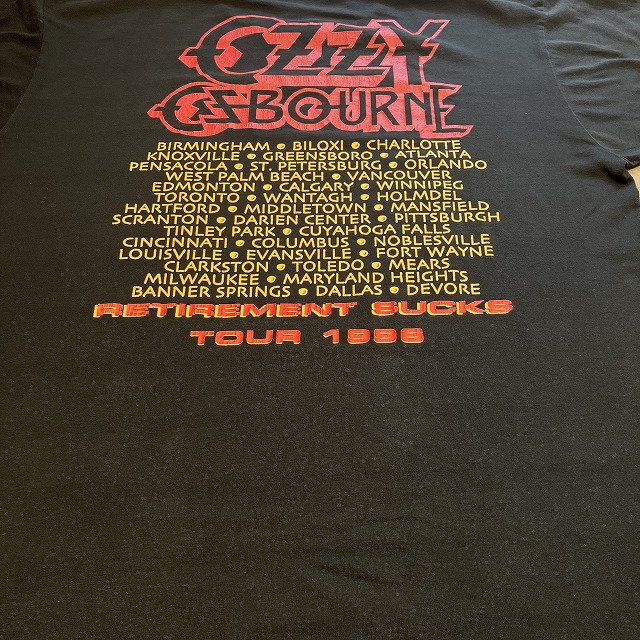 OZZY
OSBOURNE
BIRMINGHAM • BILOXI • CHARLOTTE
KNOXVILLE • GREENSBORO • ATLANTA
PENSACOLA • ST. PETERSBURG • ORLANDO
WEST PALM BEACH • VANCOUVER
EDMONTON • CALGARY • WINNIPEG
TORONTO • WANTAGH • HOLMDEL
HARTFORD • MIDDLETOWN • MANSFIELD
SCRANTON • DARIEN CENTER • PITTSBURGH
TINLEY PARK • CUYAHOGA FALLS
CINCINNATI • COLUMBUS • NOBLESVILLE
LOUISVILLE • EVANSVILLE • FORT WAYNE
CLARKSTON • TOLEDO • MEARS
MILWAUKEE • MARYLAND HEIGHTS
BANNER SPRINGS • DALLAS • DEVORE
RETIREMENT SUCKS
TOUR 1996